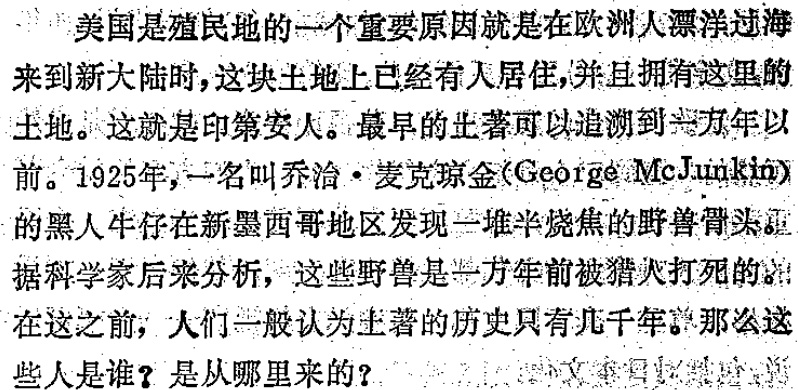 美国是殖民地的一个重要原因就是在欧洲人漂洋过海
来到新大陆时,这块土地上已经有人居住,并且拥有这里的
土地。这就是印第安人。最早的土著可以追溯到一万年以
前。1925年,一名叫乔治·麦克琼金(George McJunkin)
的黑人牛仔在新墨西哥地区发现一堆半烧焦的野兽骨头。
据科学家后来分析，这些野兽是一万年前被猎人打死的。
在这之前，人们一般认为土著的历史只有几千年。那么这
些人是谁？是从哪里来的？